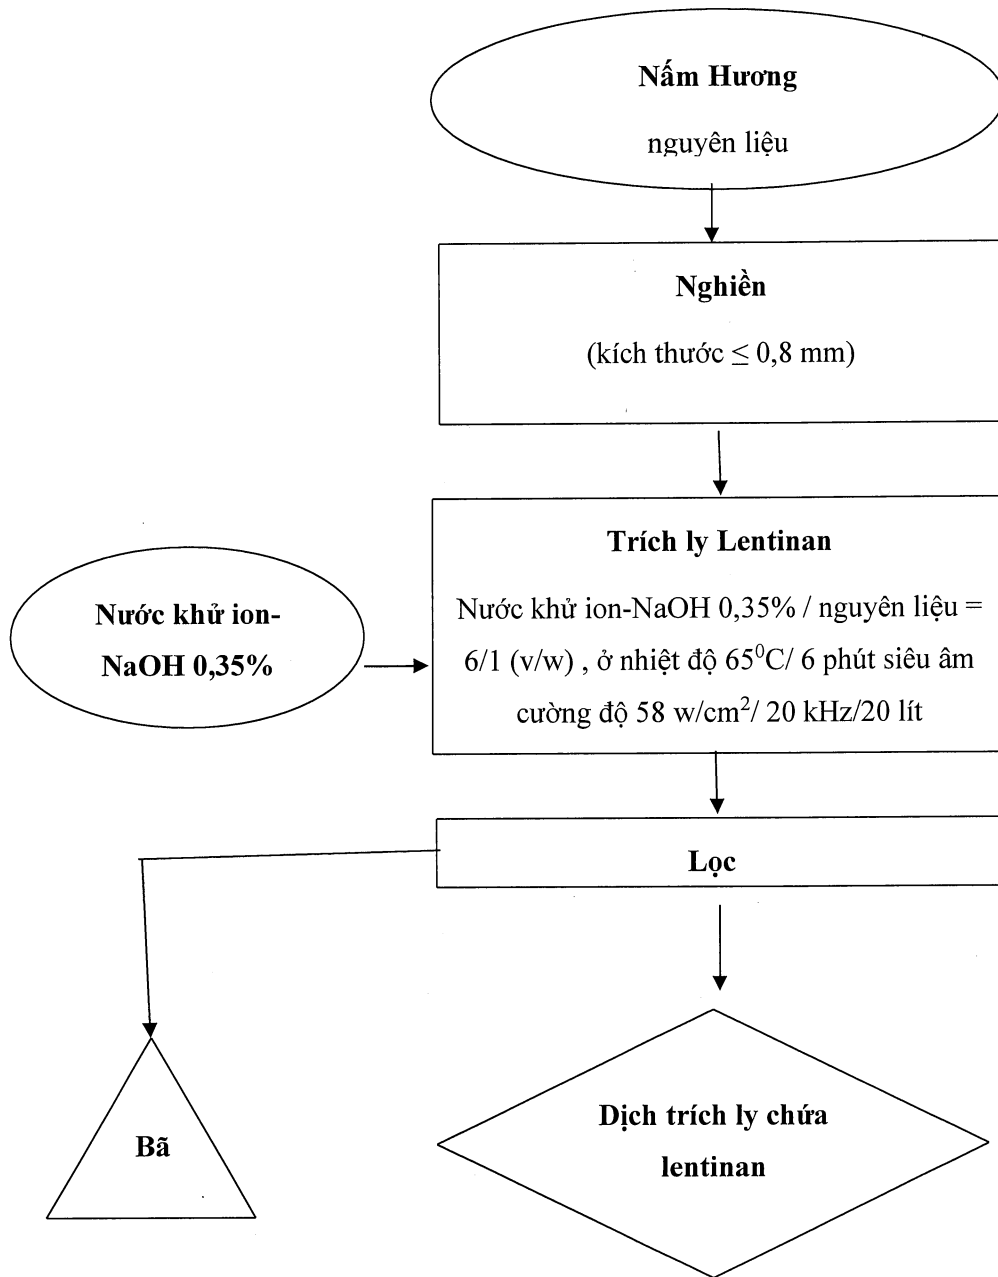 Nấm Hương
nguyên liệu
Nghiền
(kích thước ≤ 0,8 mm)
Trích ly Lentinan
Nước khử ion-NaOH 0,35% / nguyên liệu =
6/1 (v/w) , ở nhiệt độ 65⁰C/ 6 phút siêu âm
cường độ 58 w/cm²/ 20 kHz/20 lít
Nước khử ion-
NaOH 0,35%
Lọc
Bã
Dịch trích ly chứa
lentinan